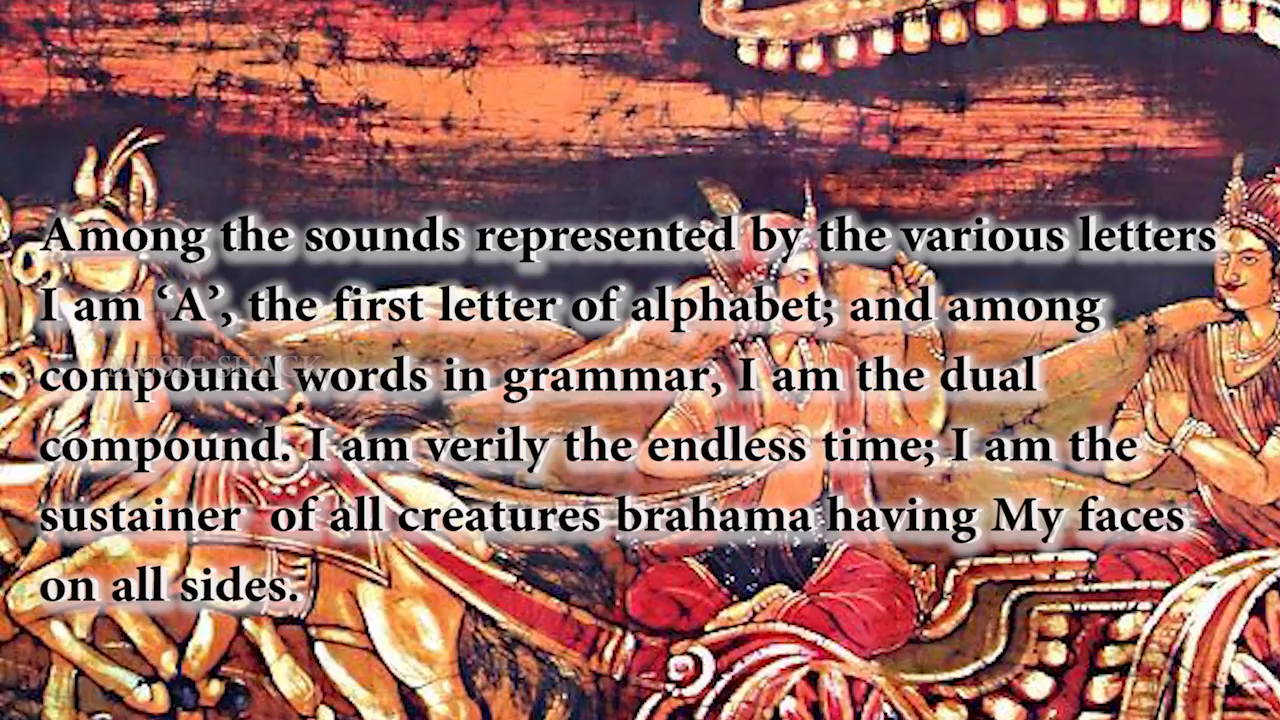 Among the sounds represented by the various letters
I am ‘A’, the first letter of alphabet; and among
MUSIC SHACK
compound words in grammar, I am the dual
compound. I am verily the endless time; I am the
sustainer  of all creatures brahama having My faces
on all sides.